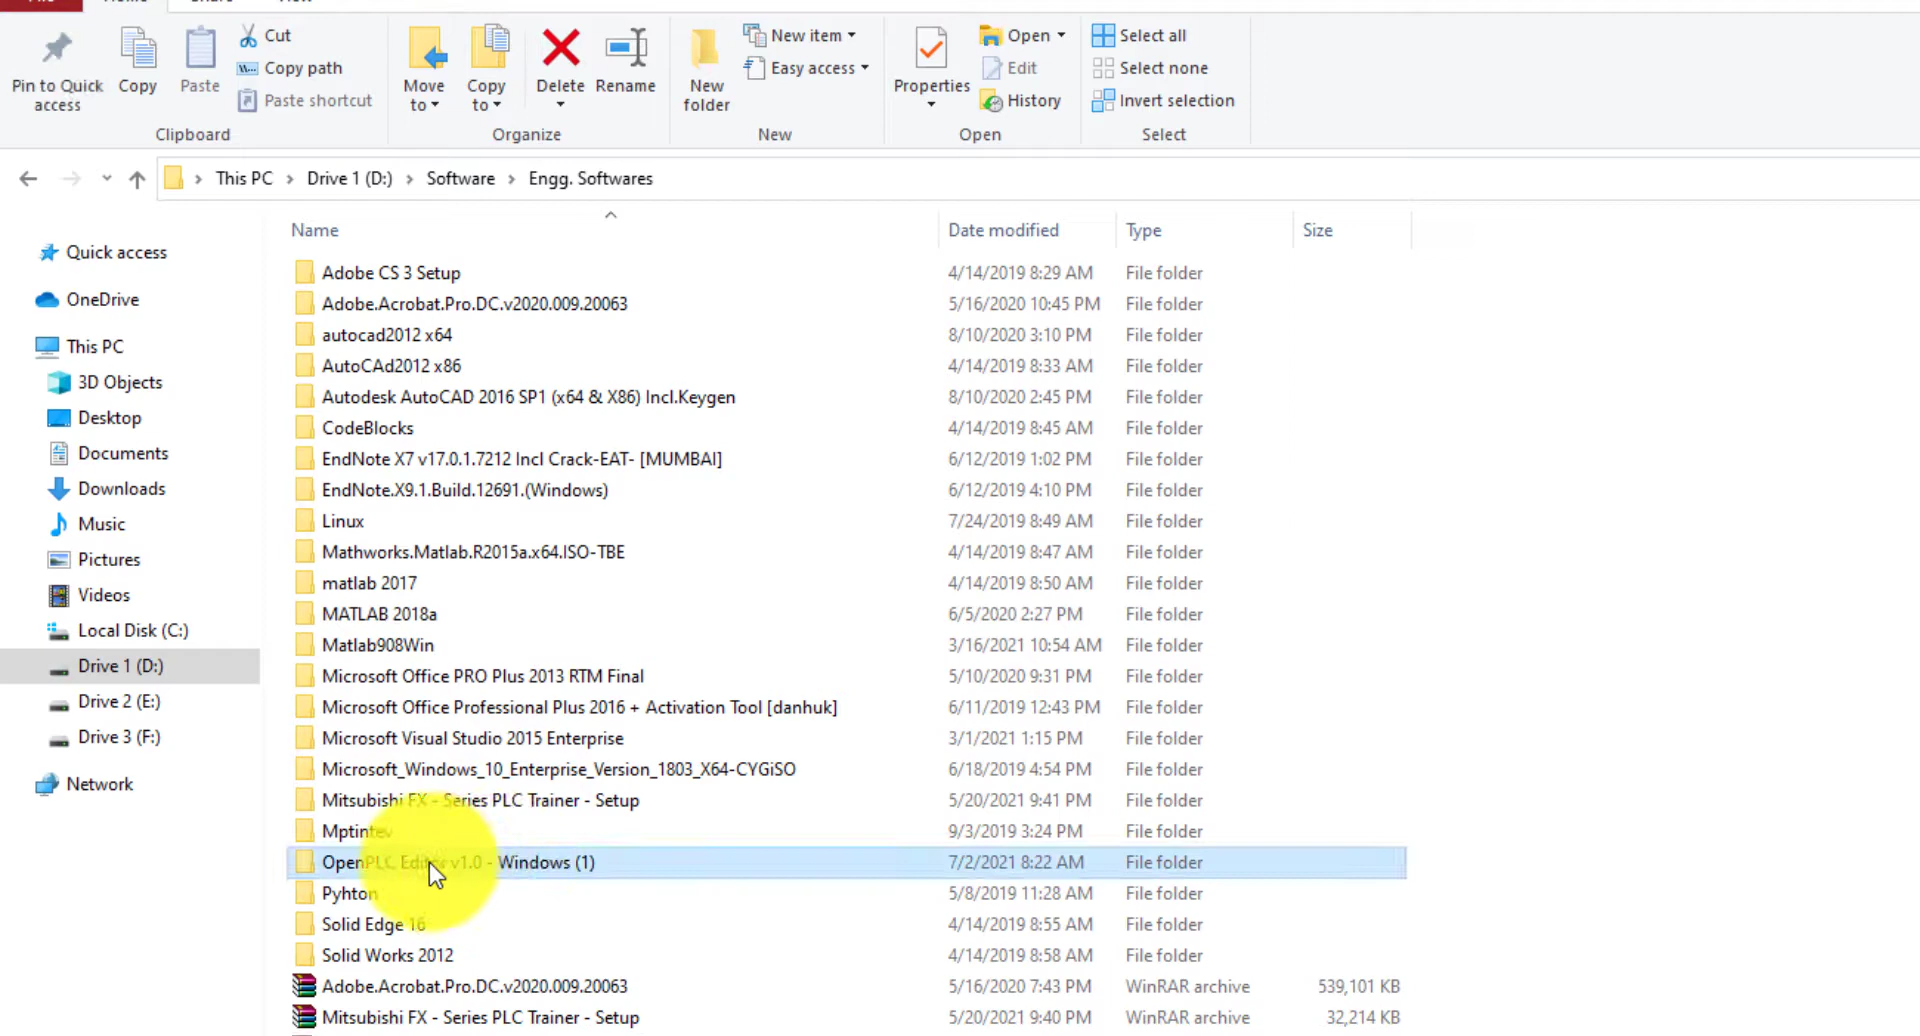 File Home Share View
Pin to Quick access
Copy
Paste
Cut
Copy path
Paste shortcut
Clipboard
Move to
Copy to
Delete
Rename
Organize
New folder
New item
Easy access
New
Properties
Open
Edit
History
Open
Select all
Select none
Invert selection
Select
This PC > Drive 1 (D:) > Software > Engg. Softwares
Quick access
OneDrive
This PC
3D Objects
Desktop
Documents
Downloads
Music
Pictures
Videos
Local Disk (C:)
Drive 1 (D:)
Drive 2 (E:)
Drive 3 (F:)
Network
Name Date modified Type Size
Adobe CS 3 Setup 4/14/2019 8:29 AM File folder
Adobe.Acrobat.Pro.DC.v2020.009.20063 5/16/2020 10:45 PM File folder
autocad2012 x64 8/10/2020 3:10 PM File folder
AutoCAd2012 x86 4/14/2019 8:33 AM File folder
Autodesk AutoCAD 2016 SP1 (x64 & X86) Incl.Keygen 8/10/2020 2:45 PM File folder
CodeBlocks 4/14/2019 8:45 AM File folder
EndNote X7 v17.0.1.7212 Incl Crack-EAT- [MUMBAI] 6/12/2019 1:02 PM File folder
EndNote.X9.1.Build.12691.(Windows) 6/12/2019 4:10 PM File folder
Linux 7/24/2019 8:49 AM File folder
Mathworks.Matlab.R2015a.x64.ISO-TBE 4/14/2019 8:47 AM File folder
matlab 2017 4/14/2019 8:50 AM File folder
MATLAB 2018a 6/5/2020 2:27 PM File folder
Matlab908Win 3/16/2021 10:54 AM File folder
Microsoft Office PRO Plus 2013 RTM Final 5/10/2020 9:31 PM File folder
Microsoft Office Professional Plus 2016 + Activation Tool [danhuk] 6/11/2019 12:43 PM File folder
Microsoft Visual Studio 2015 Enterprise 3/1/2021 1:15 PM File folder
Microsoft_Windows_10_Enterprise_Version_1803_X64-CYGiSO 6/18/2019 4:54 PM File folder
Mitsubishi FX - Series PLC Trainer - Setup 5/20/2021 9:41 PM File folder
Mptintev 9/3/2019 3:24 PM File folder
OpenPLC Editor v1.0 - Windows (1) 7/2/2021 8:22 AM File folder
Pyhton 5/8/2019 11:28 AM File folder
Solid Edge 16 4/14/2019 8:55 AM File folder
Solid Works 2012 4/14/2019 8:58 AM File folder
Adobe.Acrobat.Pro.DC.v2020.009.20063 5/16/2020 7:43 PM WinRAR archive 539,101 KB
Mitsubishi FX - Series PLC Trainer - Setup 5/20/2021 9:40 PM WinRAR archive 32,214 KB